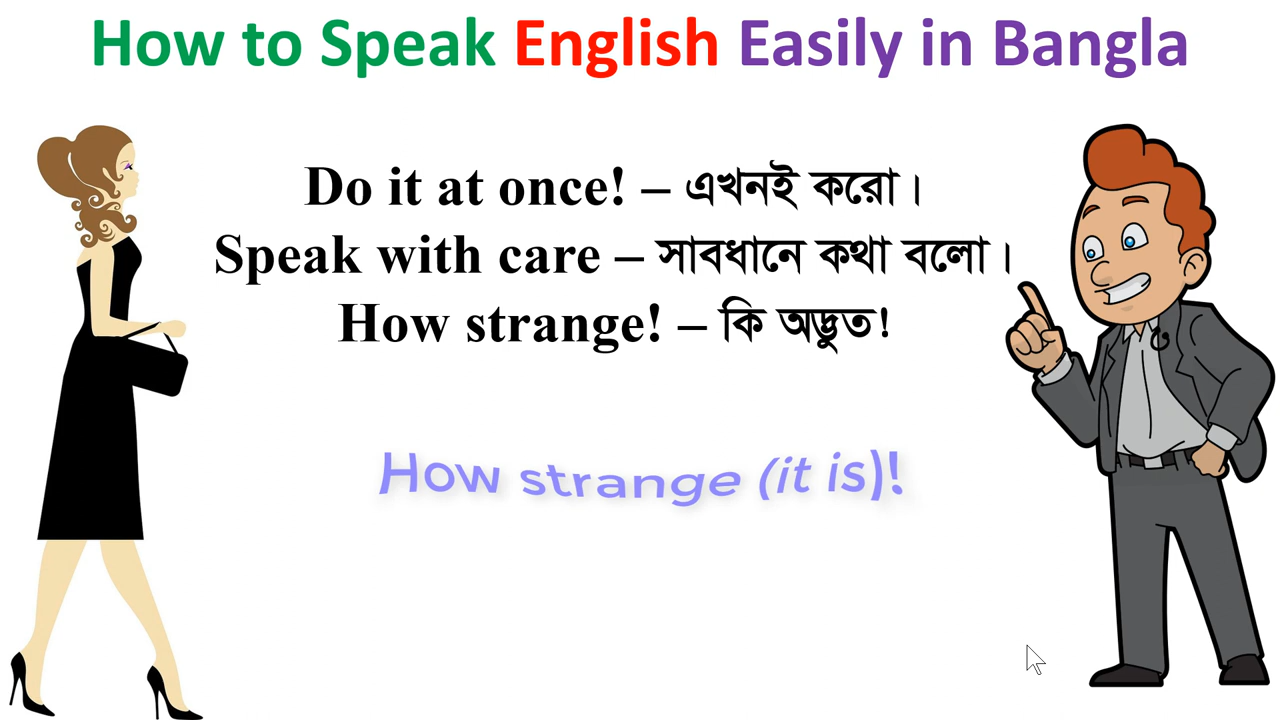 How to Speak English Easily in Bangla
Do it at once! – এখনই করো।
Speak with care – সাবধানে কথা বলো।
How strange! – কি অদ্ভুত!
How strange (it is)!